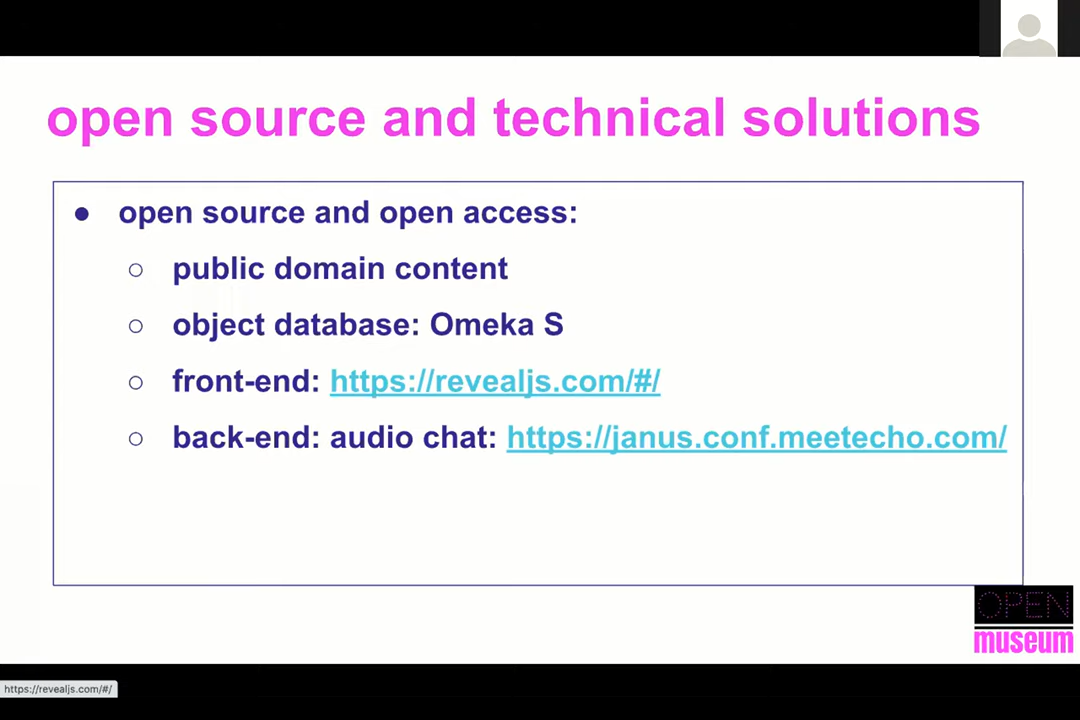 open source and technical solutions
● open source and open access:
○ public domain content
○ object database: Omeka S
○ front-end: https://revealjs.com/#/
○ back-end: audio chat: https://janus.conf.meetecho.com/
OPEN
museum
https://revealjs.com/#/